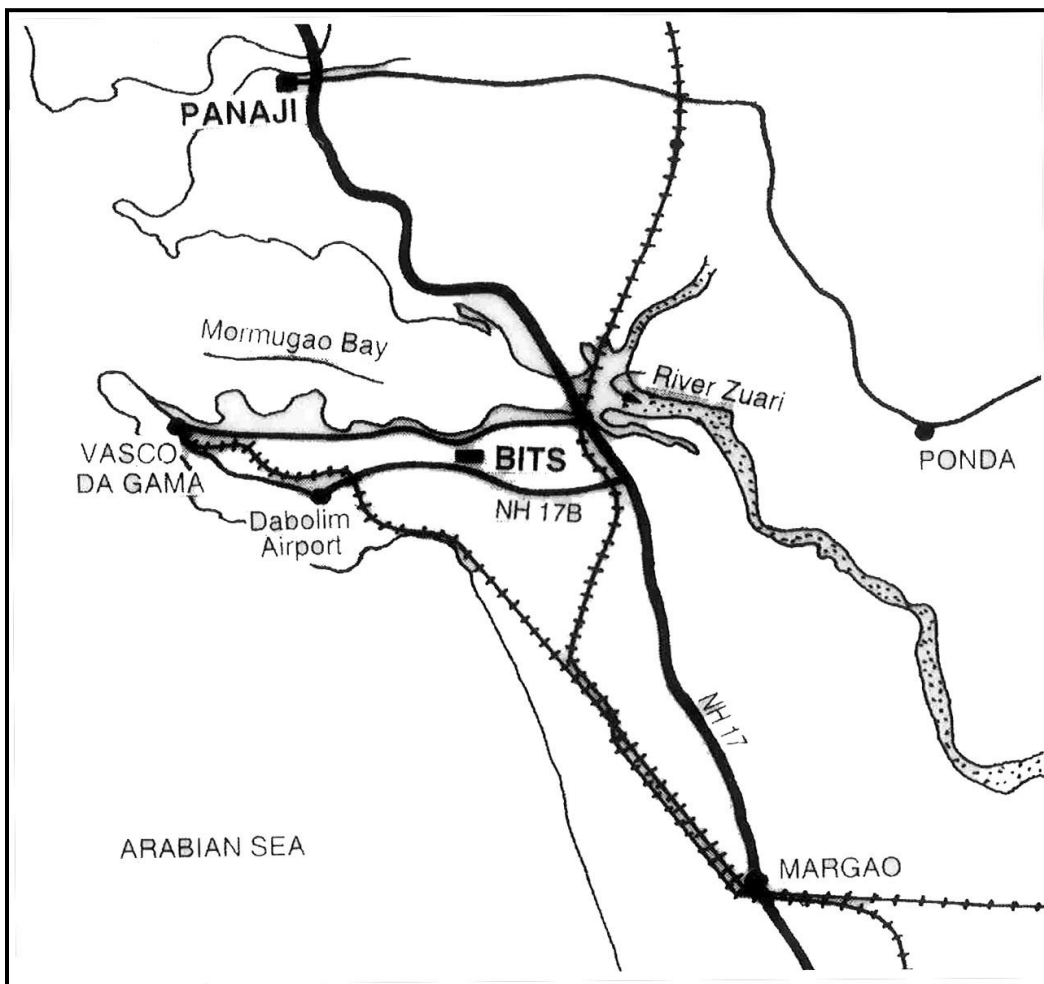 PANAJI
Mormugao Bay
River Zuari
VASCO
DA GAMA
BITS
PONDA
NH 17B
Dabolim
Airport
NH 17
ARABIAN SEA
MARGAO